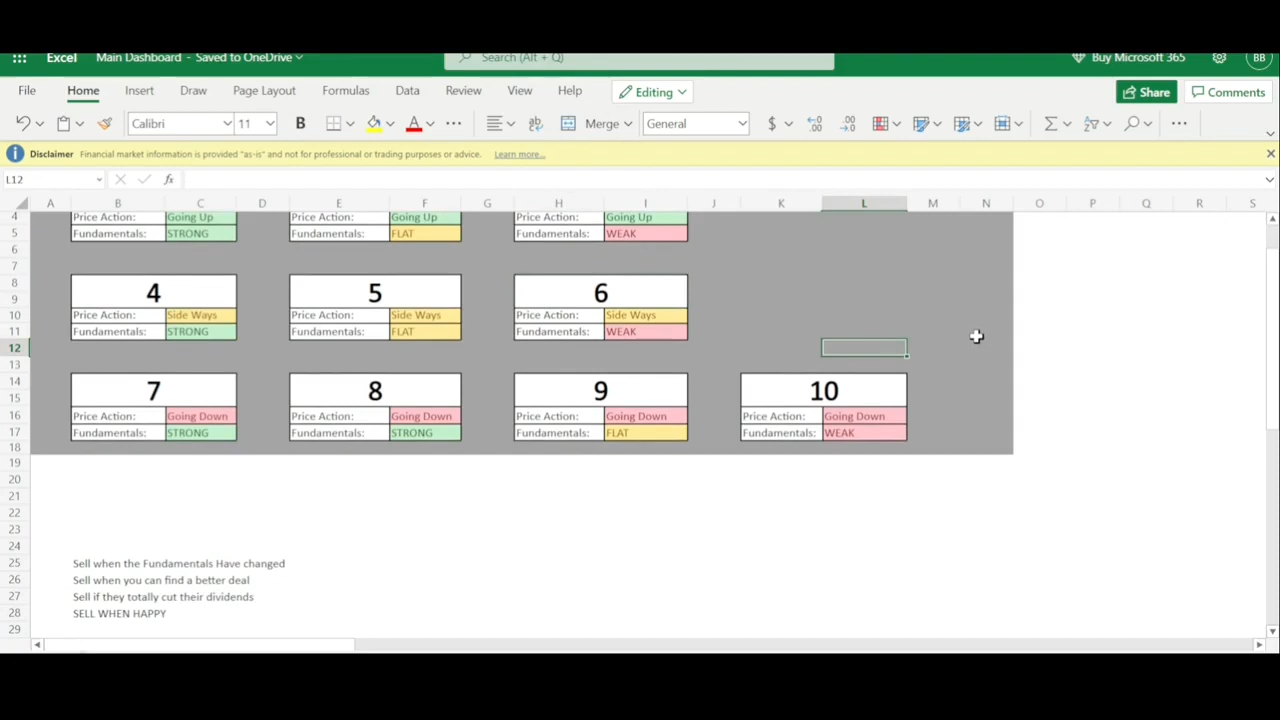 Excel Main Dashboard - Saved to OneDrive Search (Alt + Q) Buy Microsoft 365 BB
File Home Insert Draw Page Layout Formulas Data Review View Help Editing Share Comments
Calibri 11 B A Merge General $
Disclaimer Financial market information is provided "as-is" and not for professional or trading purposes or advice. Learn more...
L12 fx
A B C D E F G H I J K L M N O P Q R S
4 Price Action: Going Up Price Action: Going Up Price Action: Going Up
5 Fundamentals: STRONG Fundamentals: FLAT Fundamentals: WEAK
6
7
8
4 5 6
9
10 Price Action: Side Ways Price Action: Side Ways Price Action: Side Ways
11 Fundamentals: STRONG Fundamentals: FLAT Fundamentals: WEAK
12
13
14
7 8 9 10
15
16 Price Action: Going Down Price Action: Going Down Price Action: Going Down Price Action: Going Down
17 Fundamentals: STRONG Fundamentals: STRONG Fundamentals: FLAT Fundamentals: WEAK
18
19
20
21
22
23
24
25 Sell when the Fundamentals Have changed
26 Sell when you can find a better deal
27 Sell if they totally cut their dividends
28 SELL WHEN HAPPY
29